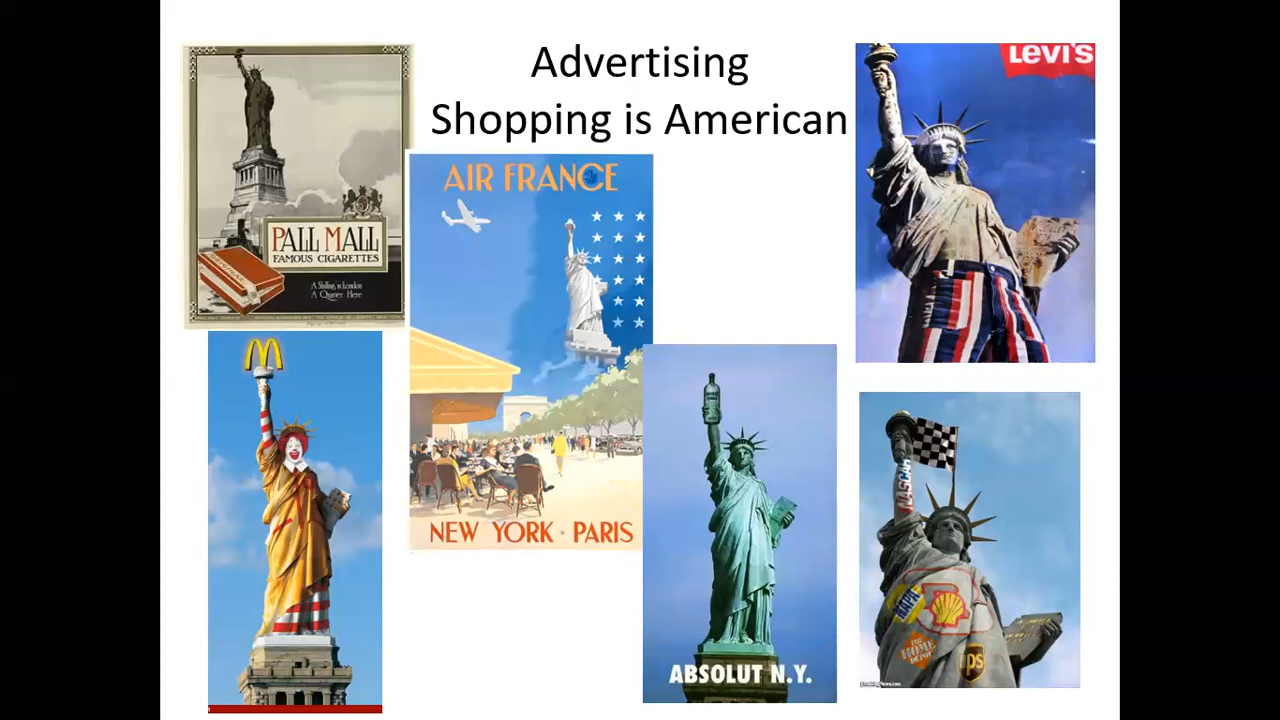 Advertising
Shopping is American
PALL MALL
FAMOUS CIGARETTES
A Shilling in London
A Quarter Here
AIR FRANCE
NEW YORK · PARIS
LEVI'S
ABSOLUT N.Y.
NASCAR
NAPA
THE HOME DEPOT
ups